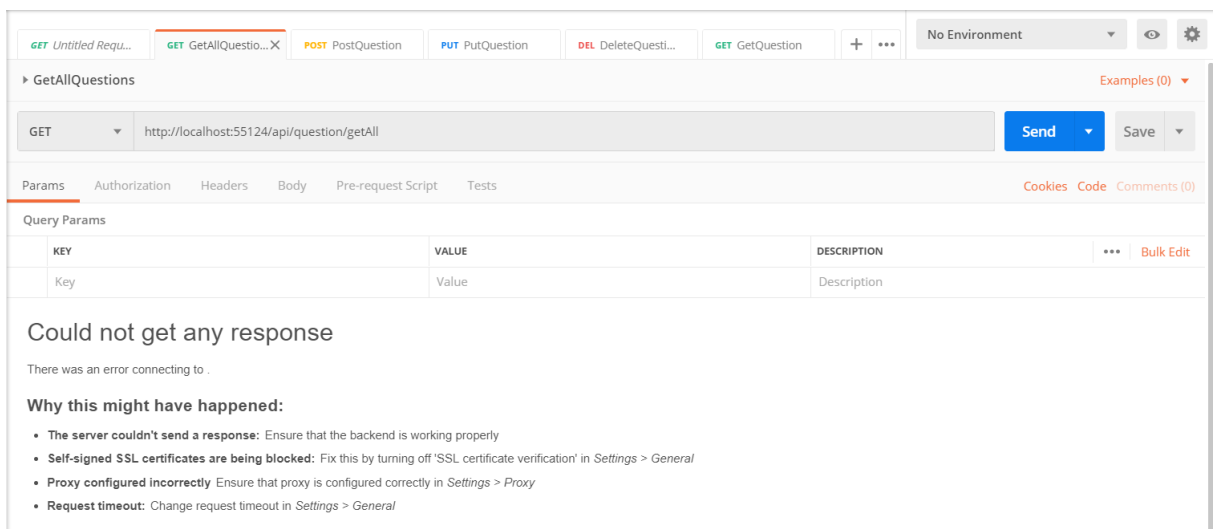 GET Untitled Requ... GET GetAllQuestio... X POST PostQuestion PUT PutQuestion DEL DeleteQuesti... GET GetQuestion + ••• No Environment
GetAllQuestions Examples (0)
GET http://localhost:55124/api/question/getAll Send Save
Params Authorization Headers Body Pre-request Script Tests Cookies Code Comments (0)
Query Params
KEY VALUE DESCRIPTION ••• Bulk Edit
Key Value Description
Could not get any response
There was an error connecting to .
Why this might have happened:
• The server couldn't send a response: Ensure that the backend is working properly
• Self-signed SSL certificates are being blocked: Fix this by turning off 'SSL certificate verification' in Settings > General
• Proxy configured incorrectly Ensure that proxy is configured correctly in Settings > Proxy
• Request timeout: Change request timeout in Settings > General